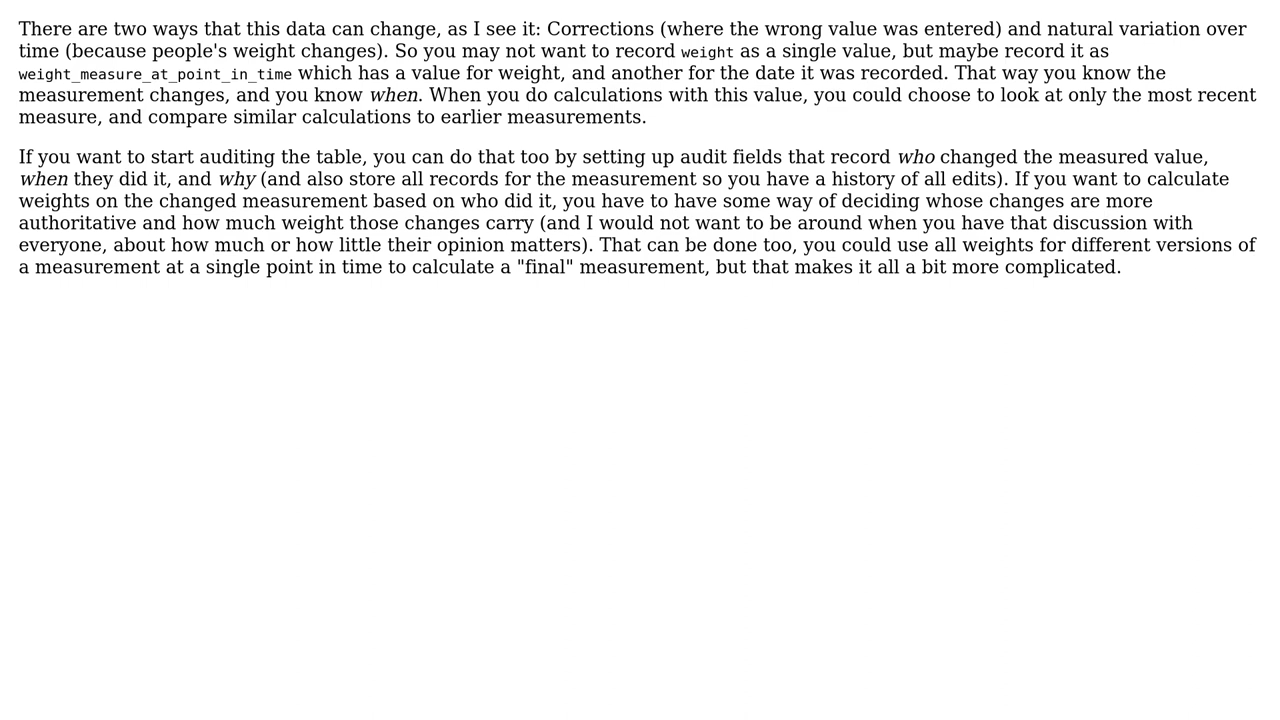 There are two ways that this data can change, as I see it: Corrections (where the wrong value was entered) and natural variation over
time (because people's weight changes). So you may not want to record weight as a single value, but maybe record it as
weight_measure_at_point_in_time which has a value for weight, and another for the date it was recorded. That way you know the
measurement changes, and you know when. When you do calculations with this value, you could choose to look at only the most recent
measure, and compare similar calculations to earlier measurements.
If you want to start auditing the table, you can do that too by setting up audit fields that record who changed the measured value,
when they did it, and why (and also store all records for the measurement so you have a history of all edits). If you want to calculate
weights on the changed measurement based on who did it, you have to have some way of deciding whose changes are more
authoritative and how much weight those changes carry (and I would not want to be around when you have that discussion with
everyone, about how much or how little their opinion matters). That can be done too, you could use all weights for different versions of
a measurement at a single point in time to calculate a "final" measurement, but that makes it all a bit more complicated.